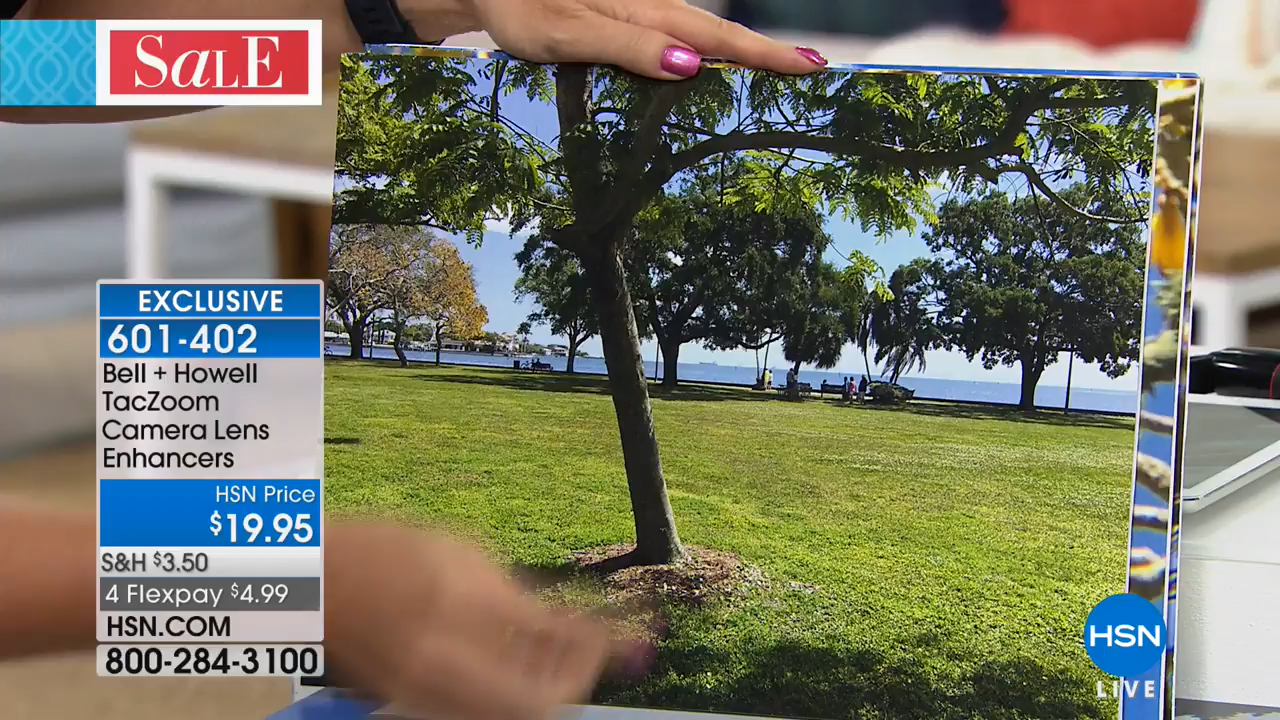 SALE
EXCLUSIVE
601-402
Bell + Howell
TacZoom
Camera Lens
Enhancers
HSN Price
$19.95
S&H $3.50
4 Flexpay $4.99
HSN.COM
800-284-3100
HSN
LIVE